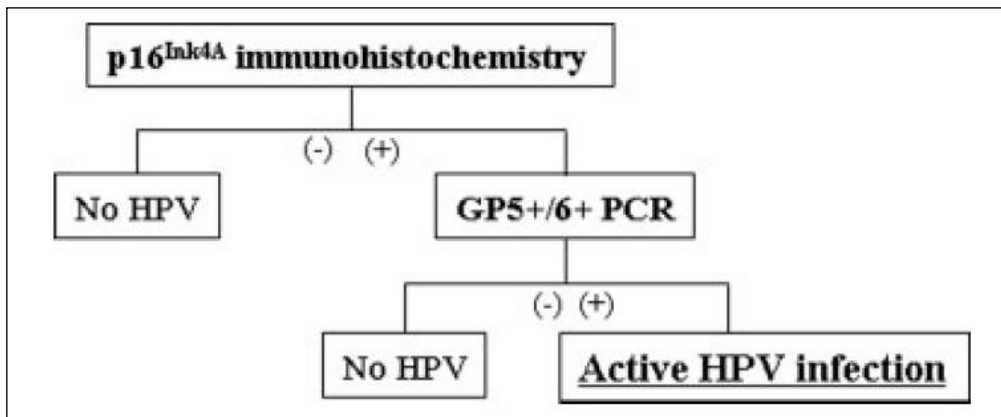 p16Ink4A immunohistochemistry
(-) (+)
No HPV
GP5+/6+ PCR
(-) (+)
No HPV
Active HPV infection